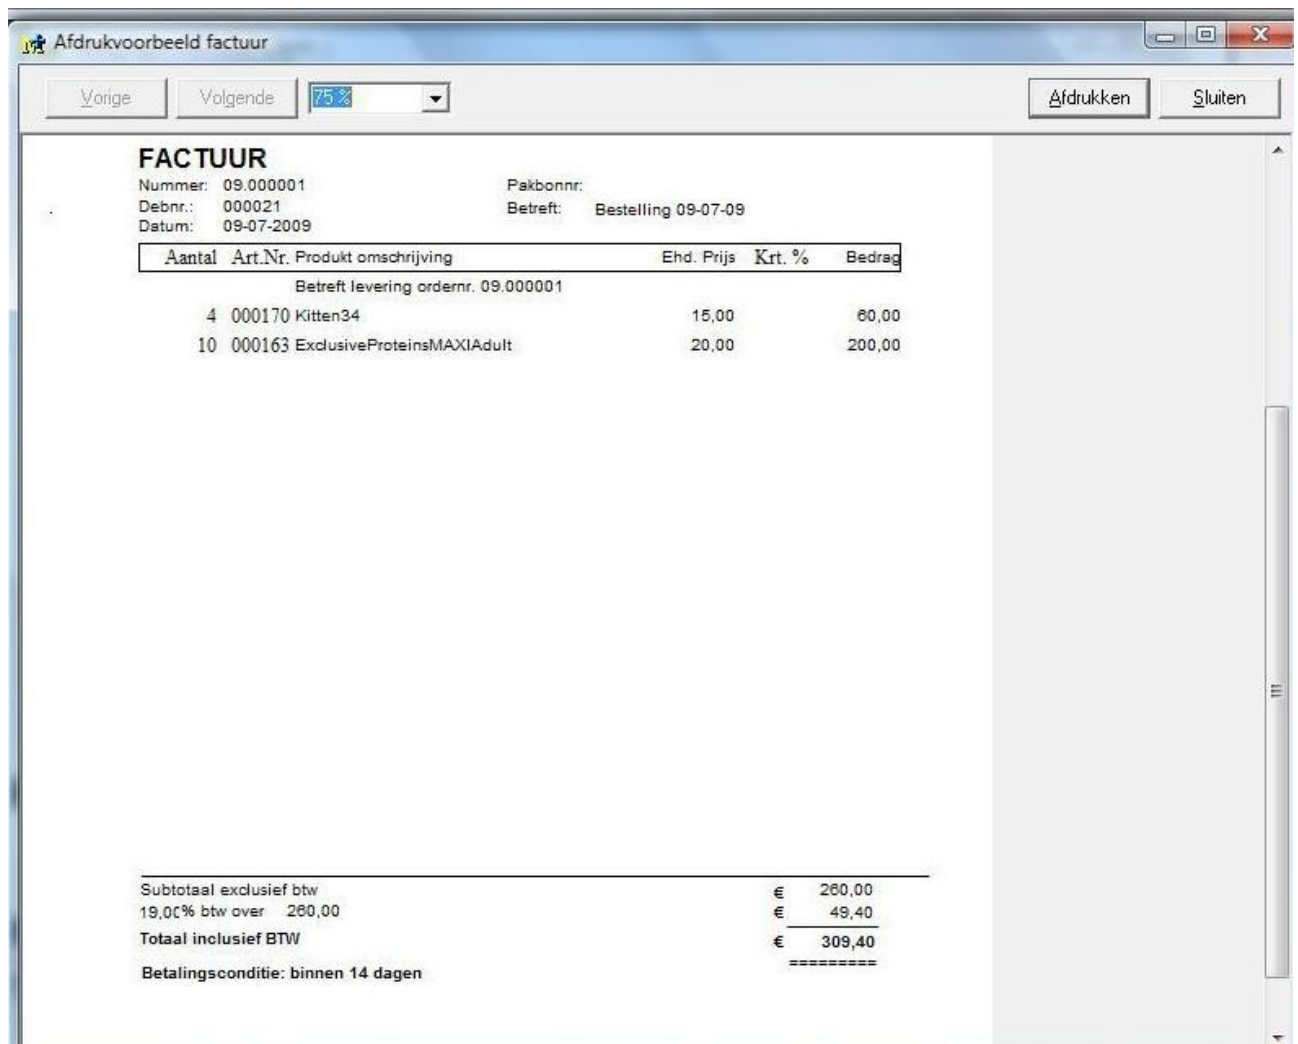 Afdrukvoorbeeld factuur
Vorige Volgende 75 % Afdrukken Sluiten
FACTUUR
Nummer: 09.000001 Pakbonnr:
Debnr.: 000021 Betreft: Bestelling 09-07-09
Datum: 09-07-2009
Aantal Art.Nr. Produkt omschrijving Ehd. Prijs Krt. % Bedrag
Betreft levering ordernr. 09.000001
4 000170 Kitten34 15,00 60,00
10 000163 ExclusiveProteinsMAXIAdult 20,00 200,00
Subtotaal exclusief btw € 260,00
19,00% btw over 260,00 € 49,40
Totaal inclusief BTW € 309,40
=========
Betalingsconditie: binnen 14 dagen